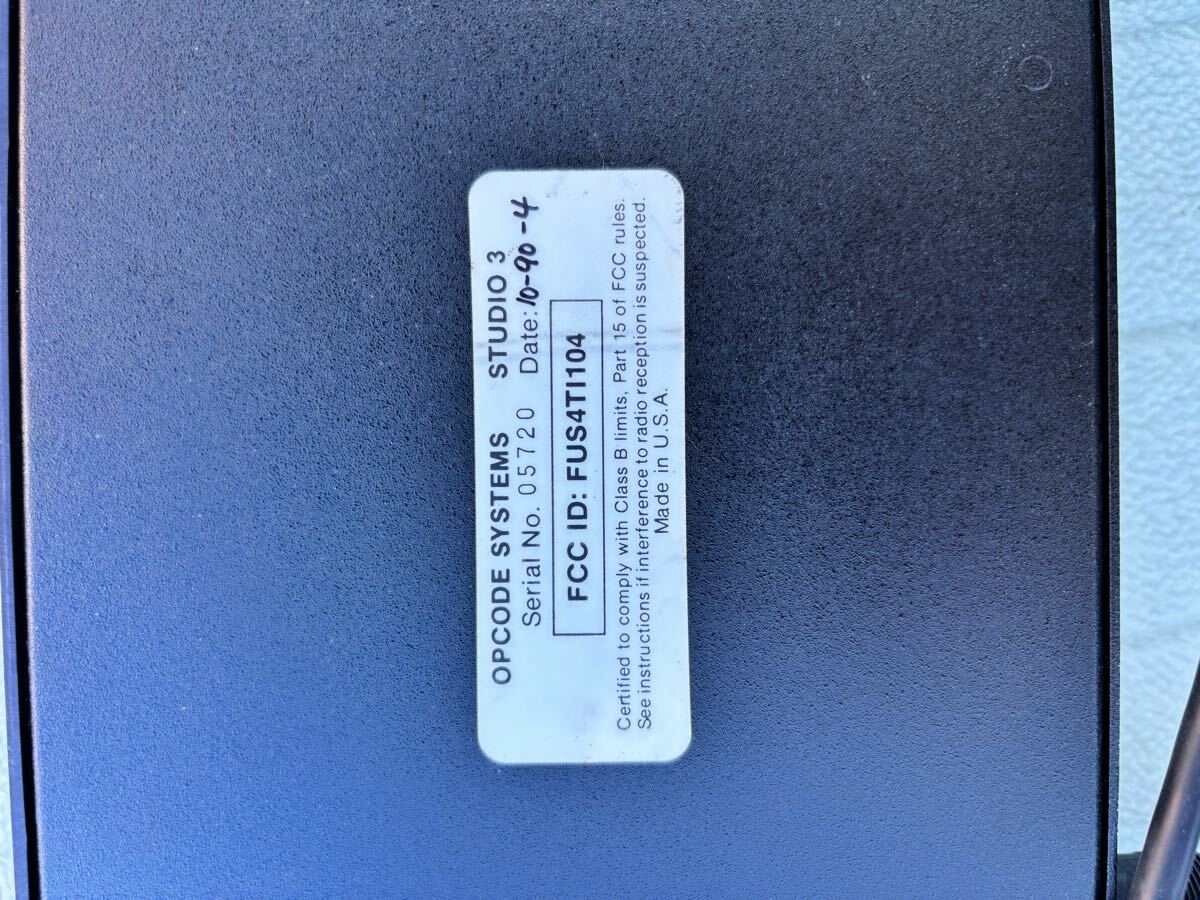 OPCODE SYSTEMS STUDIO 3
Serial No. 05720 Date: 10-90-4
FCC ID: FUS4TI104
Certified to comply with Class B limits, Part 15 of FCC rules.
See instructions if interference to radio reception is suspected.
Made in U.S.A.